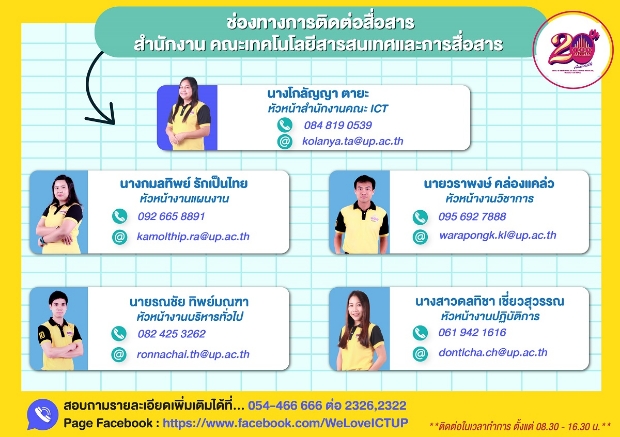 ช่องทางการติดต่อสื่อสาร
สำนักงาน คณะเทคโนโลยีสารสนเทศและการสื่อสาร
20
นางโกลัญญา ตายะ
หัวหน้าสำนักงานคณะ ICT
084 819 0539
kolanya.ta@up.ac.th
นางกมลทิพย์ รักเป็นไทย
หัวหน้างานแผนงาน
092 665 8891
kamolthip.ra@up.ac.th
นายวราพงษ์ คล่องแคล่ว
หัวหน้างานวิชาการ
095 692 7888
warapongk.kl@up.ac.th
นายรณชัย ทิพย์มณฑา
หัวหน้างานบริหารทั่วไป
082 425 3262
ronnachai.th@up.ac.th
นางสาวดลทิชา เชี่ยวสุวรรณ
หัวหน้างานปฏิบัติการ
061 942 1616
donticha.ch@up.ac.th
สอบถามรายละเอียดเพิ่มเติมได้ที่... 054-466 666 ต่อ 2326,2322
Page Facebook : https://www.facebook.com/WeLoveICTUP
**ติดต่อในเวลาทำการ ตั้งแต่ 08.30 - 16.30 น.**